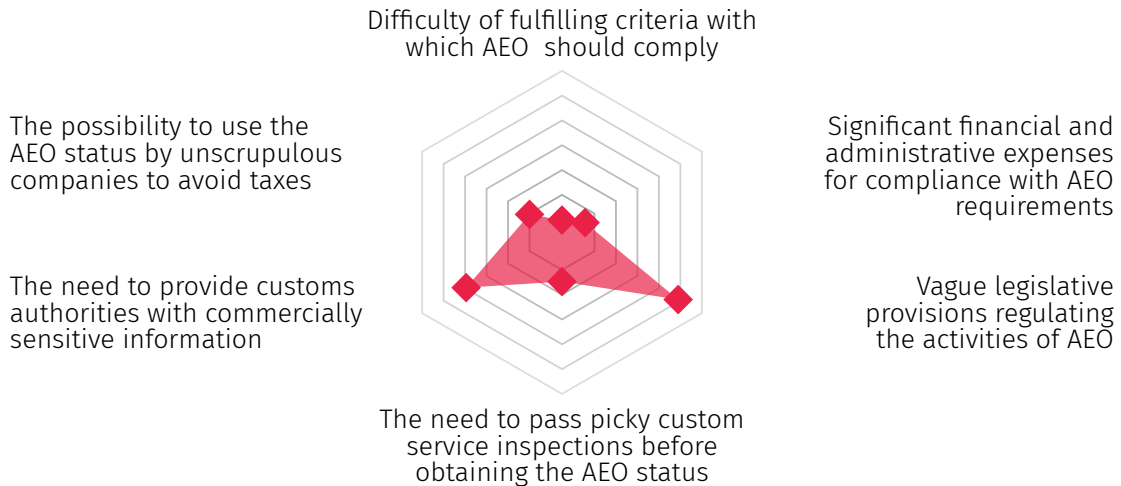 Difficulty of fulfilling criteria with
which AEO  should comply
The possibility to use the
AEO status by unscrupulous
companies to avoid taxes
Significant financial and
administrative expenses
for compliance with AEO
requirements
The need to provide customs
authorities with commercially
sensitive information
Vague legislative
provisions regulating
the activities of AEO
The need to pass picky custom
service inspections before
obtaining the AEO status